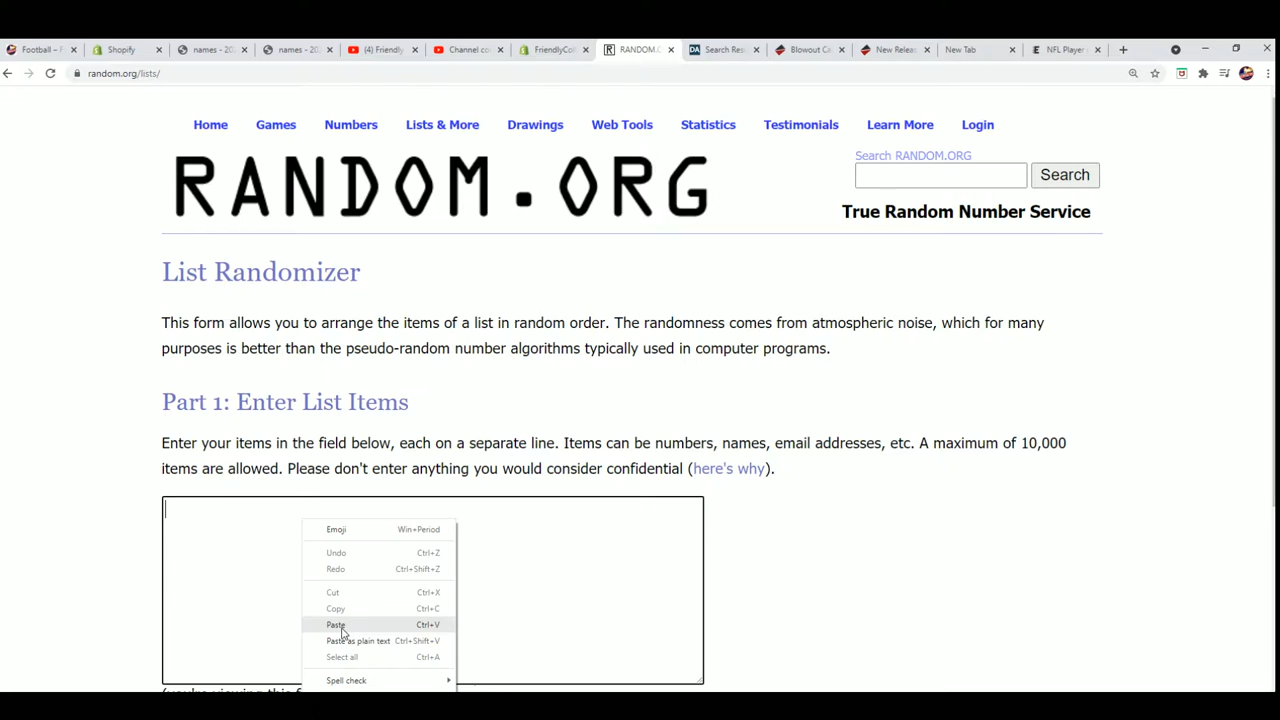 Football – F
Shopify
names - 20
names - 20
(4) Friendly
Channel co
FriendlyCol
RANDOM.O
Search Res
Blowout Ca
New Relea
New Tab
NFL Player
random.org/lists/
Home Games Numbers Lists & More Drawings Web Tools Statistics Testimonials Learn More Login
RANDOM.ORG
Search RANDOM.ORG
Search
True Random Number Service
List Randomizer
This form allows you to arrange the items of a list in random order. The randomness comes from atmospheric noise, which for many
purposes is better than the pseudo-random number algorithms typically used in computer programs.
Part 1: Enter List Items
Enter your items in the field below, each on a separate line. Items can be numbers, names, email addresses, etc. A maximum of 10,000
items are allowed. Please don't enter anything you would consider confidential (here's why).
Emoji Win+Period
Undo Ctrl+Z
Redo Ctrl+Shift+Z
Cut Ctrl+X
Copy Ctrl+C
Paste Ctrl+V
Paste as plain text Ctrl+Shift+V
Select all Ctrl+A
Spell check
(you're viewing this f